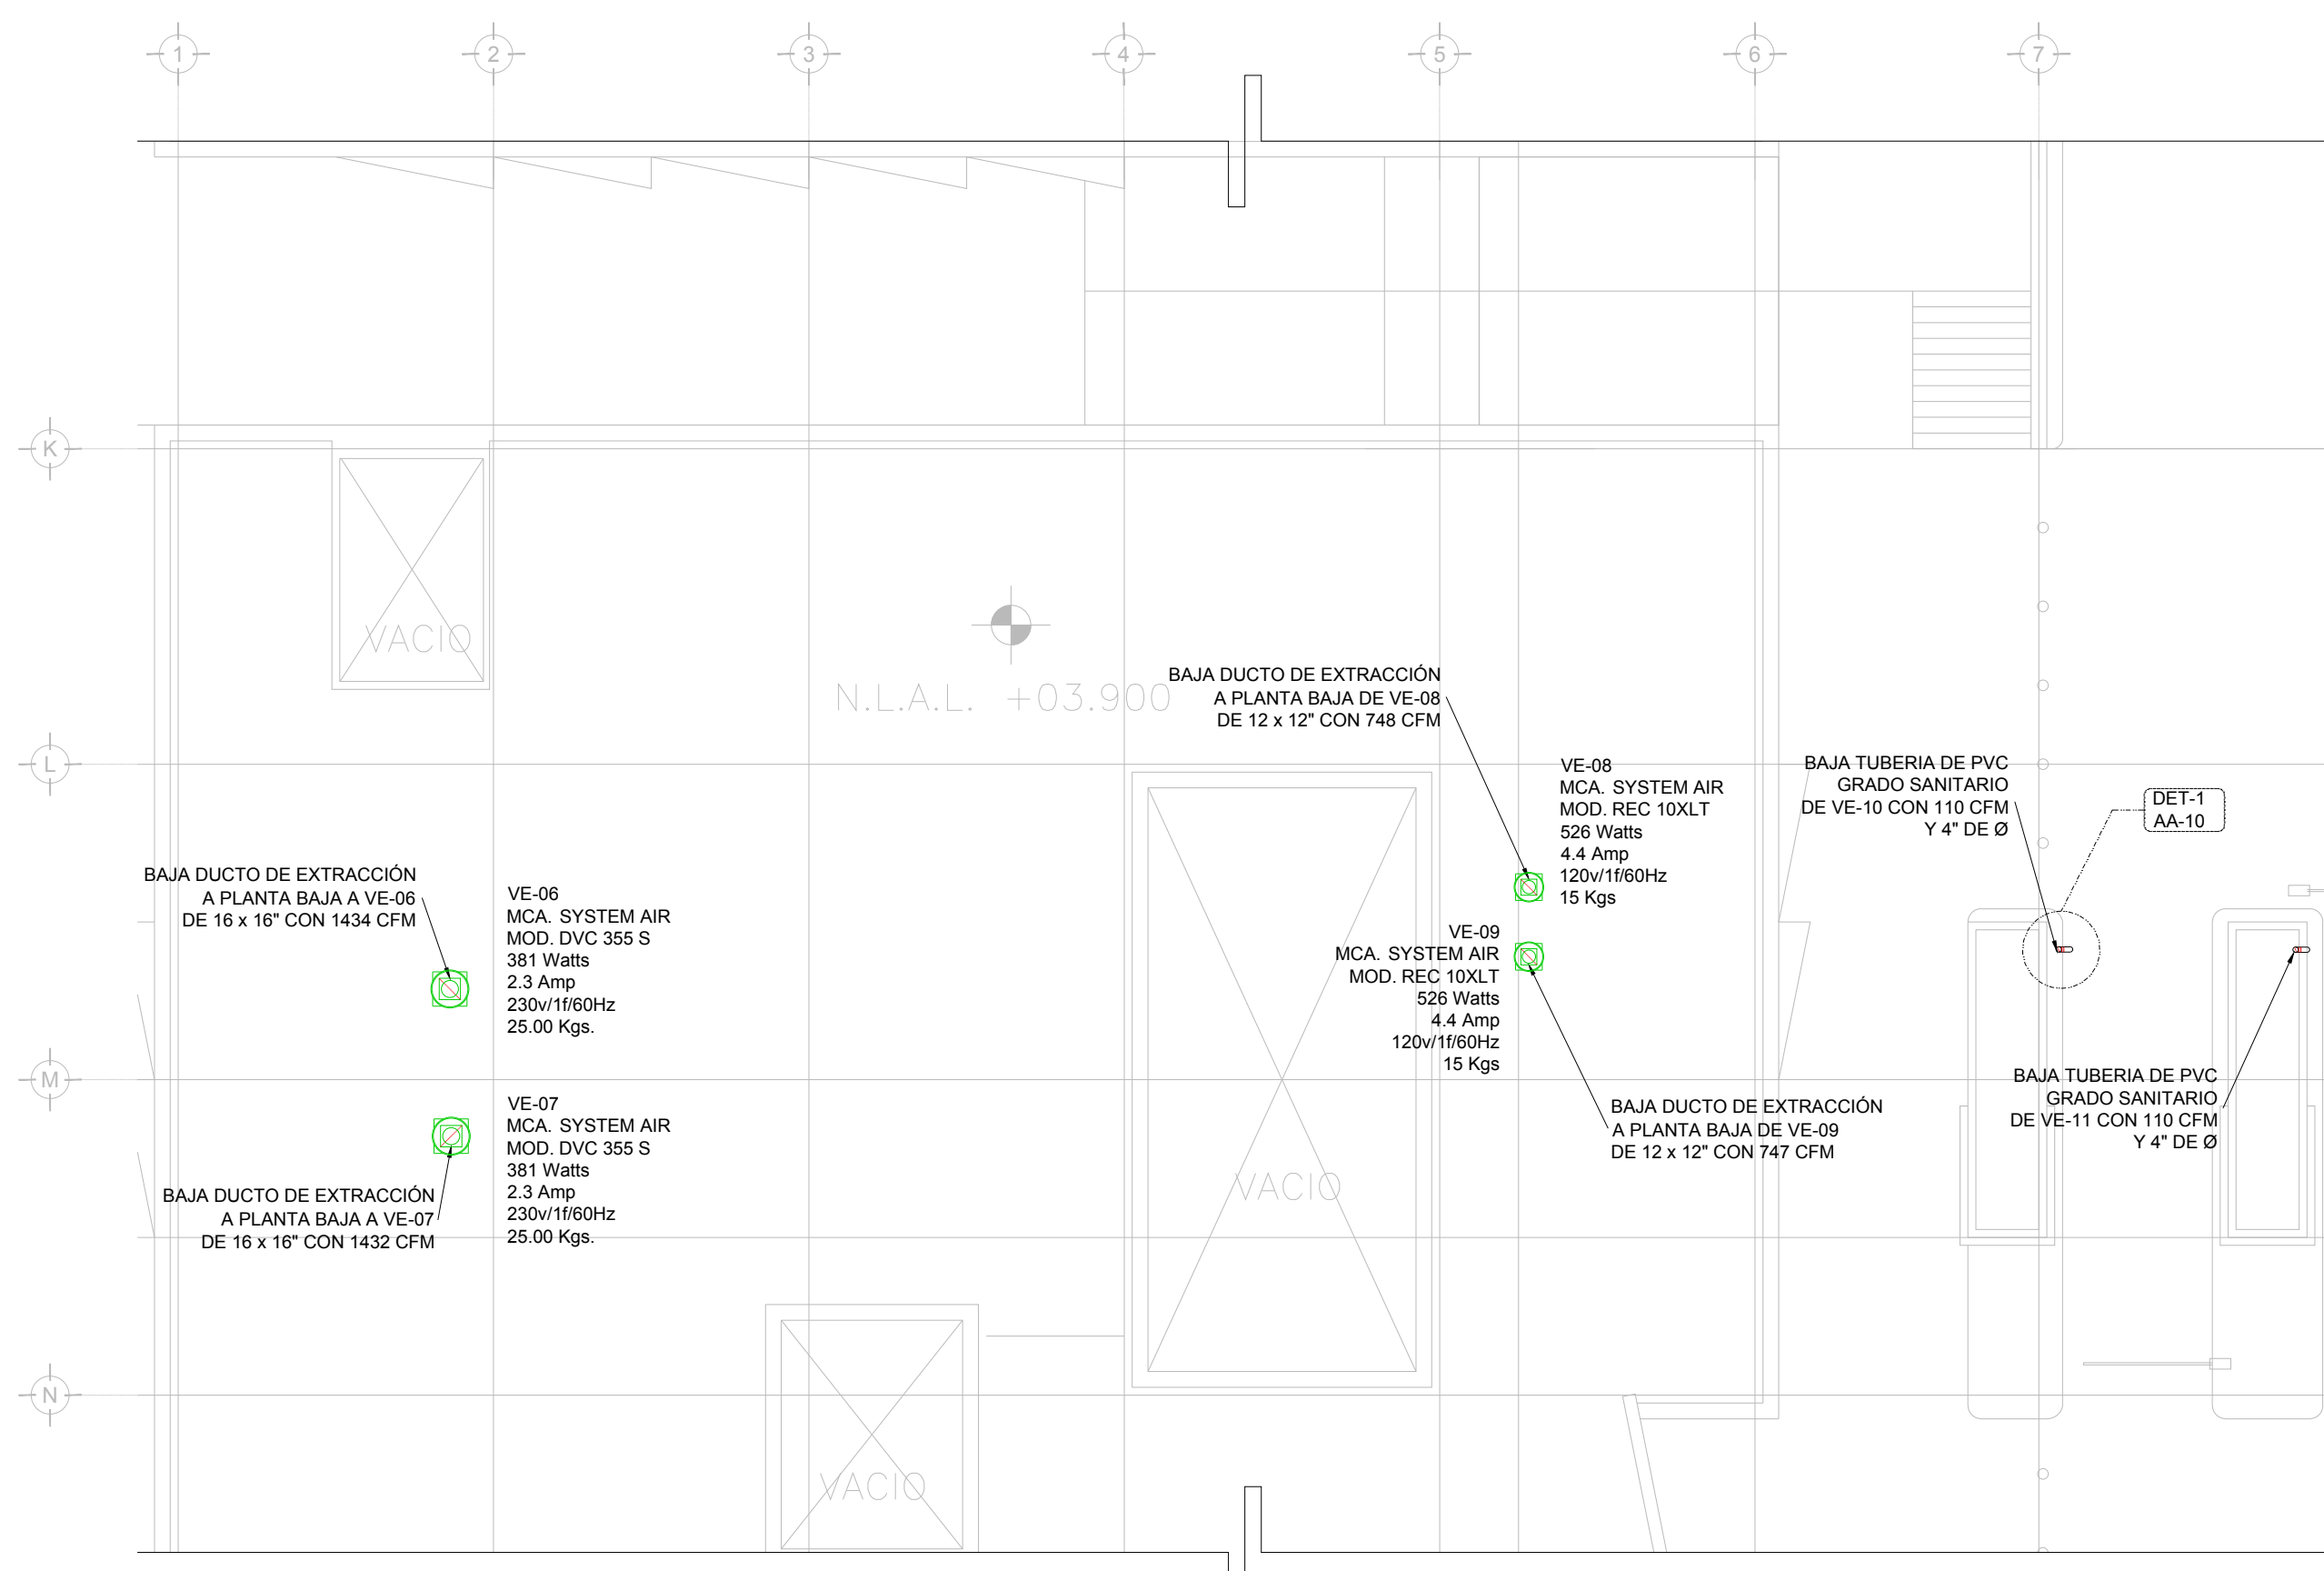 1 2 3 4 5 6 7
K
VACIO
N.L.A.L. +03.900
BAJA DUCTO DE EXTRACCIÓN
A PLANTA BAJA DE VE-08
DE 12 x 12" CON 748 CFM
L
VE-08
MCA. SYSTEM AIR
MOD. REC 10XLT
526 Watts
4.4 Amp
120v/1f/60Hz
15 Kgs
BAJA TUBERIA DE PVC
GRADO SANITARIO
DE VE-10 CON 110 CFM
Y 4" DE Ø
DET-1
AA-10
BAJA DUCTO DE EXTRACCIÓN
A PLANTA BAJA A VE-06
DE 16 x 16" CON 1434 CFM
VE-06
MCA. SYSTEM AIR
MOD. DVC 355 S
381 Watts
2.3 Amp
230v/1f/60Hz
25.00 Kgs.
VE-09
MCA. SYSTEM AIR
MOD. REC 10XLT
526 Watts
4.4 Amp
120v/1f/60Hz
15 Kgs
M
BAJA TUBERIA DE PVC
GRADO SANITARIO
DE VE-11 CON 110 CFM
Y 4" DE Ø
VE-07
MCA. SYSTEM AIR
MOD. DVC 355 S
381 Watts
2.3 Amp
230v/1f/60Hz
25.00 Kgs.
BAJA DUCTO DE EXTRACCIÓN
A PLANTA BAJA DE VE-09
DE 12 x 12" CON 747 CFM
VACIO
BAJA DUCTO DE EXTRACCIÓN
A PLANTA BAJA A VE-07
DE 16 x 16" CON 1432 CFM
N
VACIO